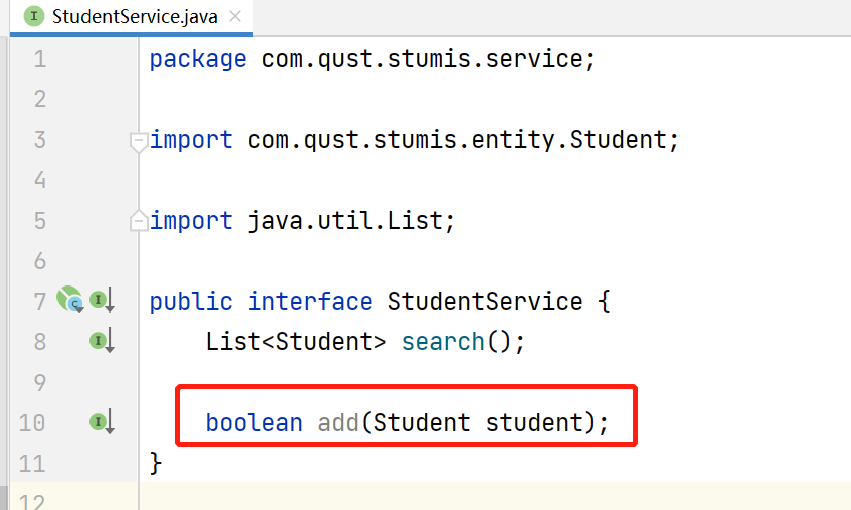 StudentService.java
1 package com.qust.stumis.service;
2
3 import com.qust.stumis.entity.Student;
4
5 import java.util.List;
6
7 public interface StudentService {
8 List<Student> search();
9
10 boolean add(Student student);
11 }
12